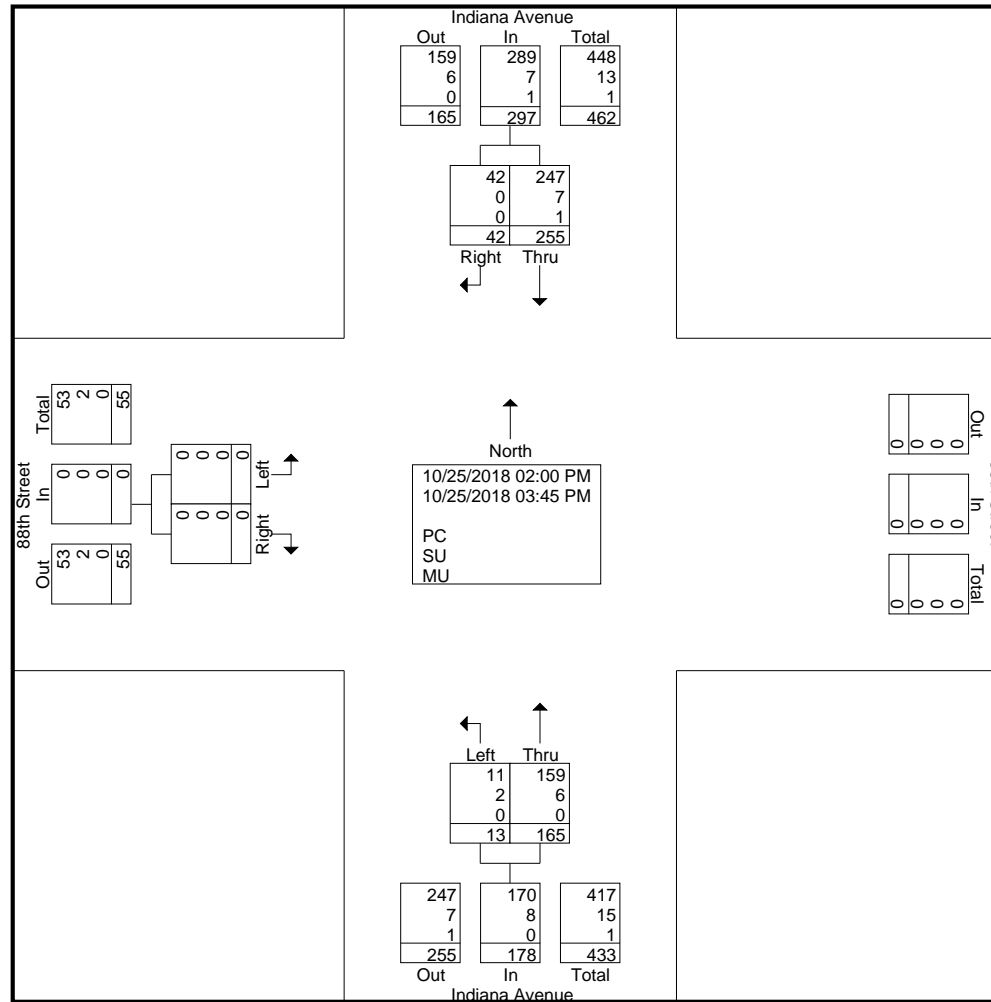 Indiana Avenue
Out In Total
159 289 448
6 7 13
0 1 1
165 297 462
42 247
0 7
0 1
42 255
Right Thru
88th Street
Total
53 2 0 55
In
0 0 0 0
Out
53 2 0 55
Left
0 0 0 0
Right
0 0 0 0
North
10/25/2018 02:00 PM
10/25/2018 03:45 PM
PC
SU
MU
Out
0 0 0 0
In
0 0 0 0
Total
0 0 0 0
Left Thru
11 159
2 6
0 0
13 165
247 170 417
7 8 15
1 0 1
255 178 433
Out In Total
Indiana Avenue